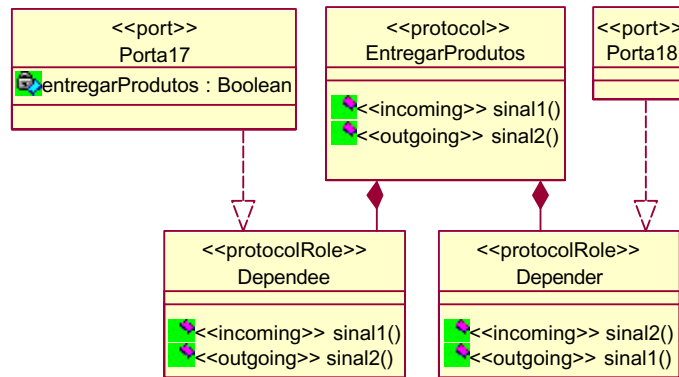 <<port>>
Porta17
entregarProdutos : Boolean
<<protocol>>
EntregarProdutos
<<incoming>> sinal1()
<<outgoing>> sinal2()
<<port>>
Porta18
<<protocolRole>>
Dependee
<<incoming>> sinal1()
<<outgoing>> sinal2()
<<protocolRole>>
Depender
<<incoming>> sinal2()
<<outgoing>> sinal1()